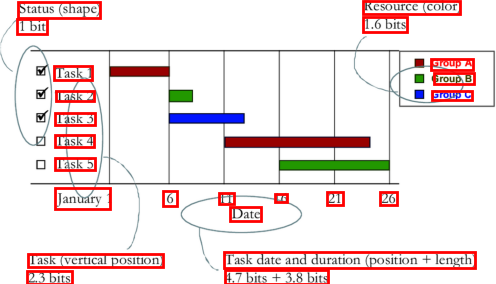 Status (shape)
1 bit
Resource (color
1.6 bits
Task 1
Task 2
Task 3
Task 4
Task 5
Group A
Group B
Group C
January 1
6
11
16
21
26
Date
Task (vertical position
2.3 bits
Task date and duration (position + length
4.7 bits + 3.8 bits